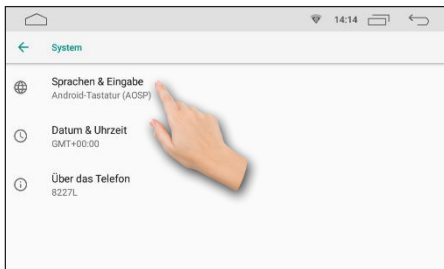 14:14
System
Sprachen & Eingabe
Android-Tastatur (AOSP)
Datum & Uhrzeit
GMT+00:00
Über das Telefon
8227L